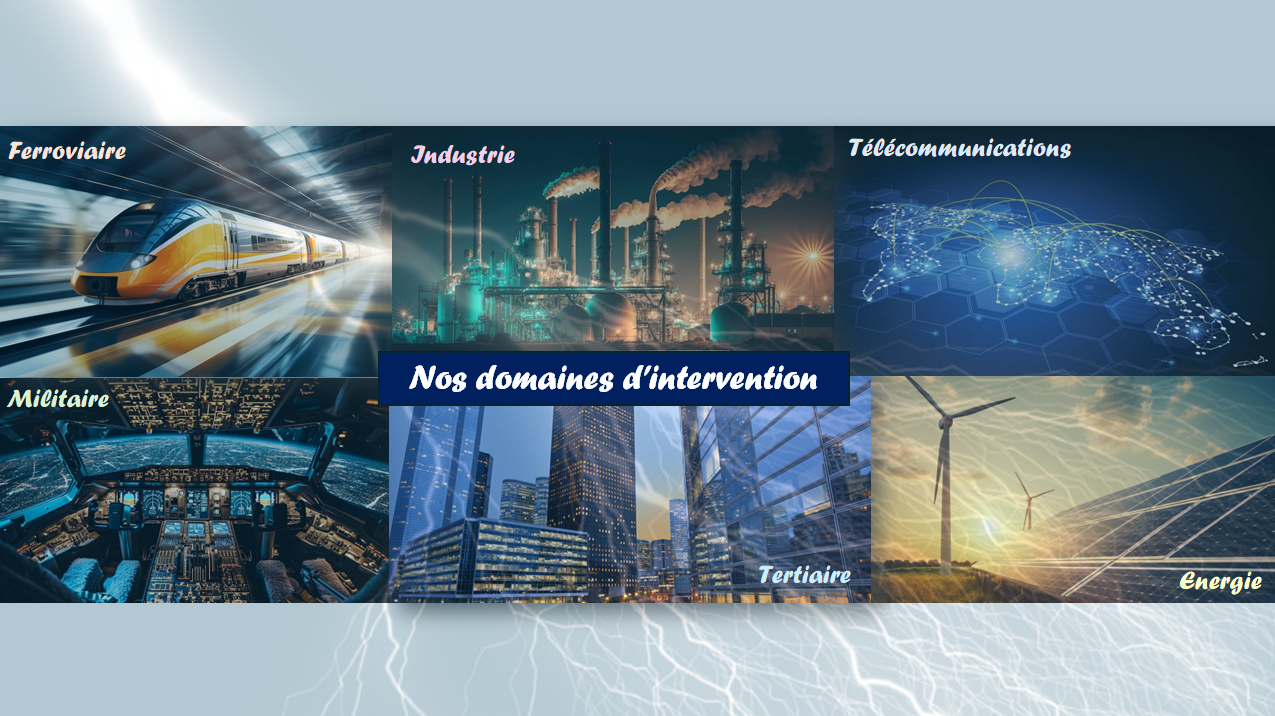 Ferroviaire
Industrie
Télécommunications
Nos domaines d'intervention
Militaire
Tertiaire
Energie